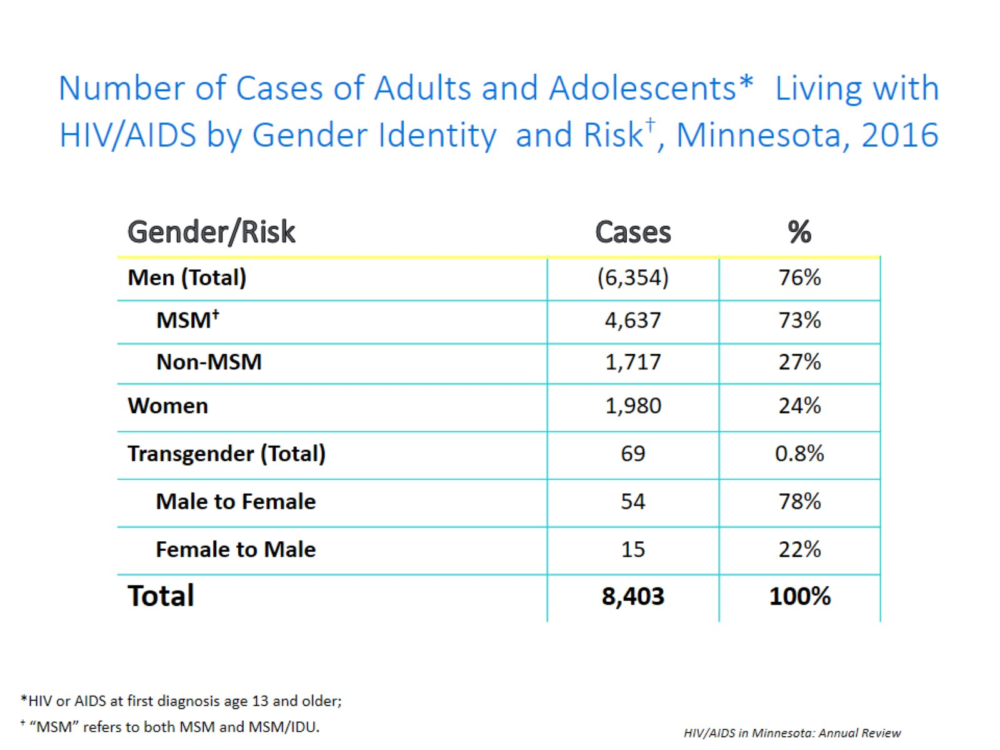 Number of Cases of Adults and Adolescents* Living with
HIV/AIDS by Gender Identity and Risk†, Minnesota, 2016
Gender/Risk Cases %
Men (Total) (6,354) 76%
MSM† 4,637 73%
Non-MSM 1,717 27%
Women 1,980 24%
Transgender (Total) 69 0.8%
Male to Female 54 78%
Female to Male 15 22%
Total 8,403 100%
*HIV or AIDS at first diagnosis age 13 and older;
† “MSM” refers to both MSM and MSM/IDU.
HIV/AIDS in Minnesota: Annual Review